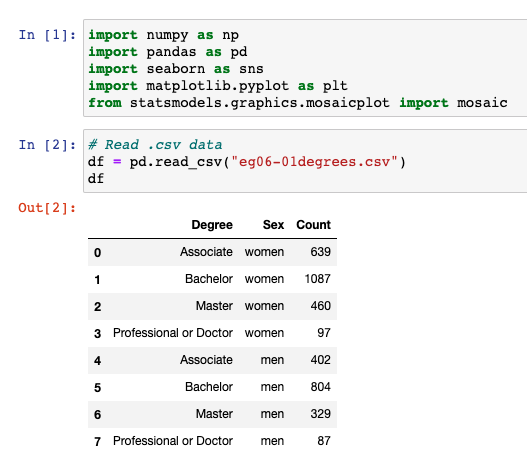 In [1]: import numpy as np
import pandas as pd
import seaborn as sns
import matplotlib.pyplot as plt
from statsmodels.graphics.mosaicplot import mosaic
In [2]: # Read .csv data
df = pd.read_csv("eg06-01degrees.csv")
df
Out[2]:
Degree Sex Count
0 Associate women 639
1 Bachelor women 1087
2 Master women 460
3 Professional or Doctor women 97
4 Associate men 402
5 Bachelor men 804
6 Master men 329
7 Professional or Doctor men 87